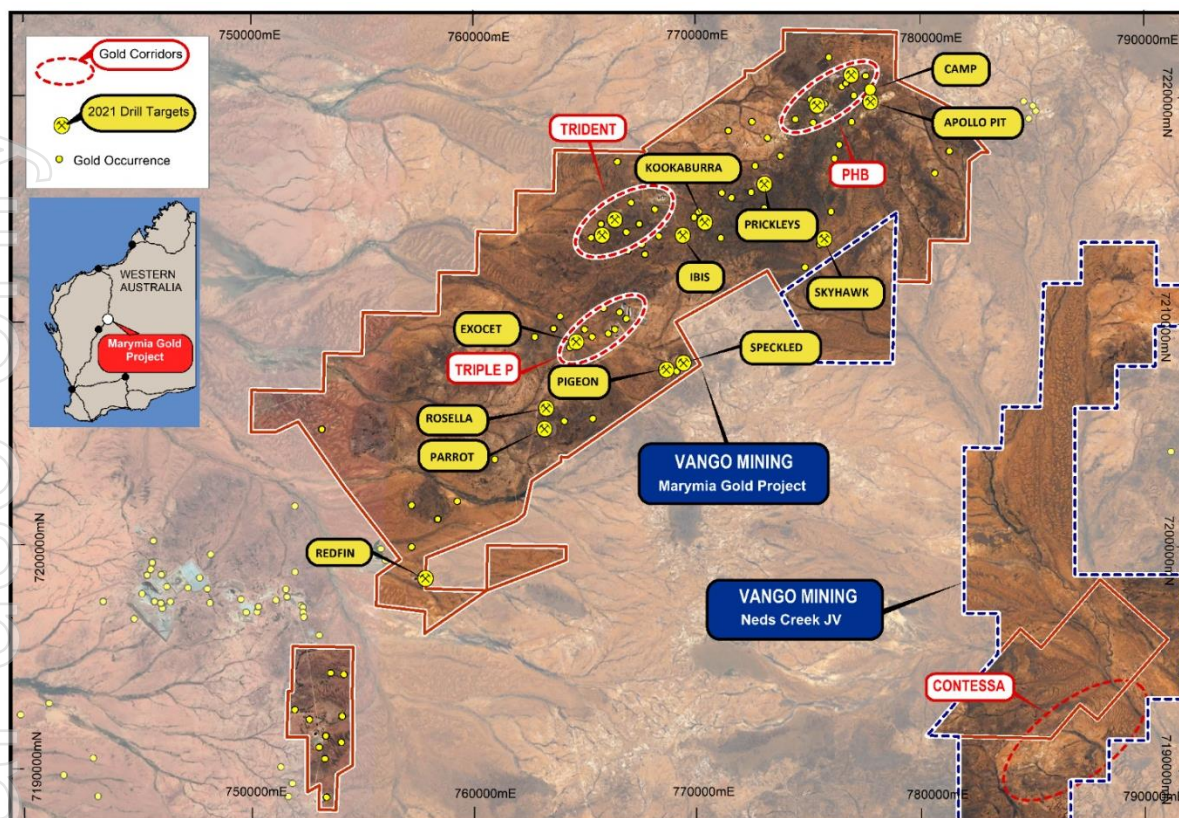 750000mE
760000mE
770000mE
780000mE
790000mE
Gold Corridors
2021 Drill Targets
Gold Occurrence
WESTERN
AUSTRALIA
Marymia Gold
Project
7220000mN
CAMP
APOLLO PIT
TRIDENT
KOOKABURRA
PHB
PRICKLEYS
IBIS
SKYHAWK
7210000mN
EXOCET
SPECKLED
TRIPLE P
PIGEON
ROSELLA
PARROT
VANGO MINING
Marymia Gold Project
7200000mN
7200000mN
REDFIN
VANGO MINING
Neds Creek JV
CONTESSA
7190000mN
7190000mN
750000mE
760000mE
770000mE
780000mE
790000mE